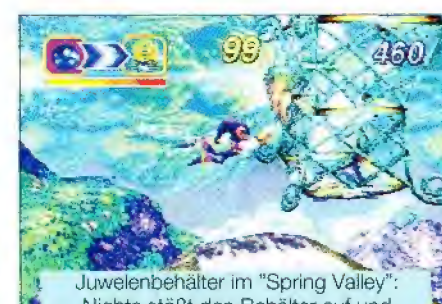 99 460
Juwelenbehälter im "Spring Valley":
Nights stößt den Behälter auf und